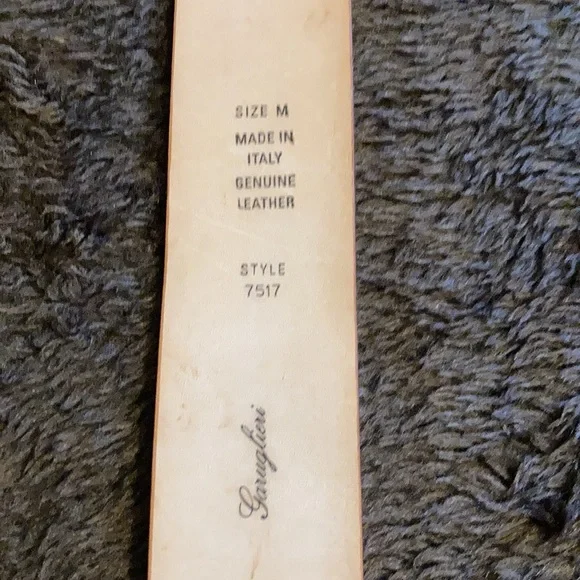 SIZE M
MADE IN
ITALY
GENUINE
LEATHER
STYLE
7517
Garuglieri